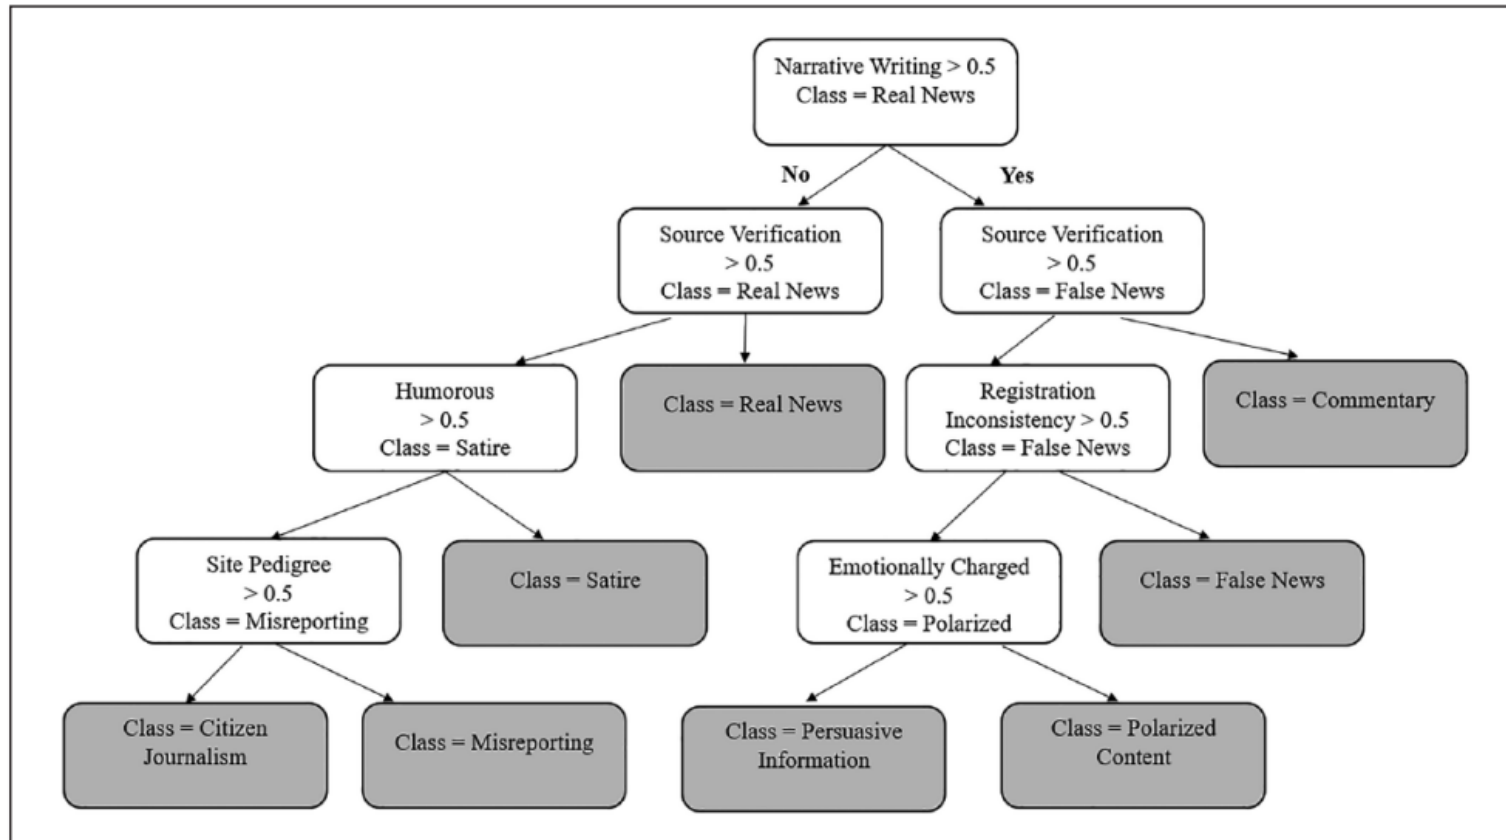 Narrative Writing > 0.5
Class = Real News
No
Yes
Source Verification
> 0.5
Class = Real News
Source Verification
> 0.5
Class = False News
Humorous
> 0.5
Class = Satire
Class = Real News
Registration
Inconsistency > 0.5
Class = False News
Class = Commentary
Site Pedigree
> 0.5
Class = Misreporting
Class = Satire
Emotionally Charged
> 0.5
Class = Polarized
Class = False News
Class = Citizen
Journalism
Class = Misreporting
Class = Persuasive
Information
Class = Polarized
Content